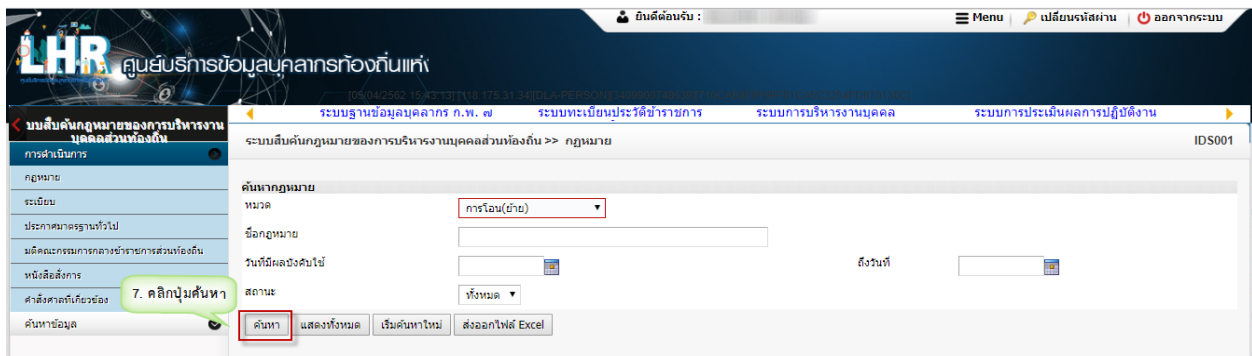 ยินดีต้อนรับ :
Menu
เปลี่ยนรหัสผ่าน
ออกจากระบบ
LHR ศูนย์บริการข้อมูลบุคลากรท้องถิ่นแห่ง
ระบบฐานข้อมูลบุคลากร ก.พ. ๗
ระบบทะเบียนประวัติข้าราชการ
ระบบการบริหารงานบุคคล
ระบบการประเมินผลการปฏิบัติงาน
บบสืบค้นกฎหมายของการบริหารงาน
บุคคลส่วนท้องถิ่น
ระบบสืบค้นกฎหมายของการบริหารงานบุคคลส่วนท้องถิ่น >> กฎหมาย
IDS001
การดำเนินการ
กฎหมาย
ระเบียบ
ประกาศมาตรฐานทั่วไป
มติคณะกรรมการกลางข้าราชการส่วนท้องถิ่น
หนังสือสั่งการ
คำสั่งศาลที่เกี่ยวข้อง
ค้นหาข้อมูล
ค้นหากฎหมาย
หมวด
การโอน(ย้าย)
ชื่อกฎหมาย
วันที่มีผลบังคับใช้
ถึงวันที่
สถานะ
ทั้งหมด
7. คลิกปุ่มค้นหา
ค้นหา
แสดงทั้งหมด
เริ่มค้นหาใหม่
ส่งออกไฟล์ Excel